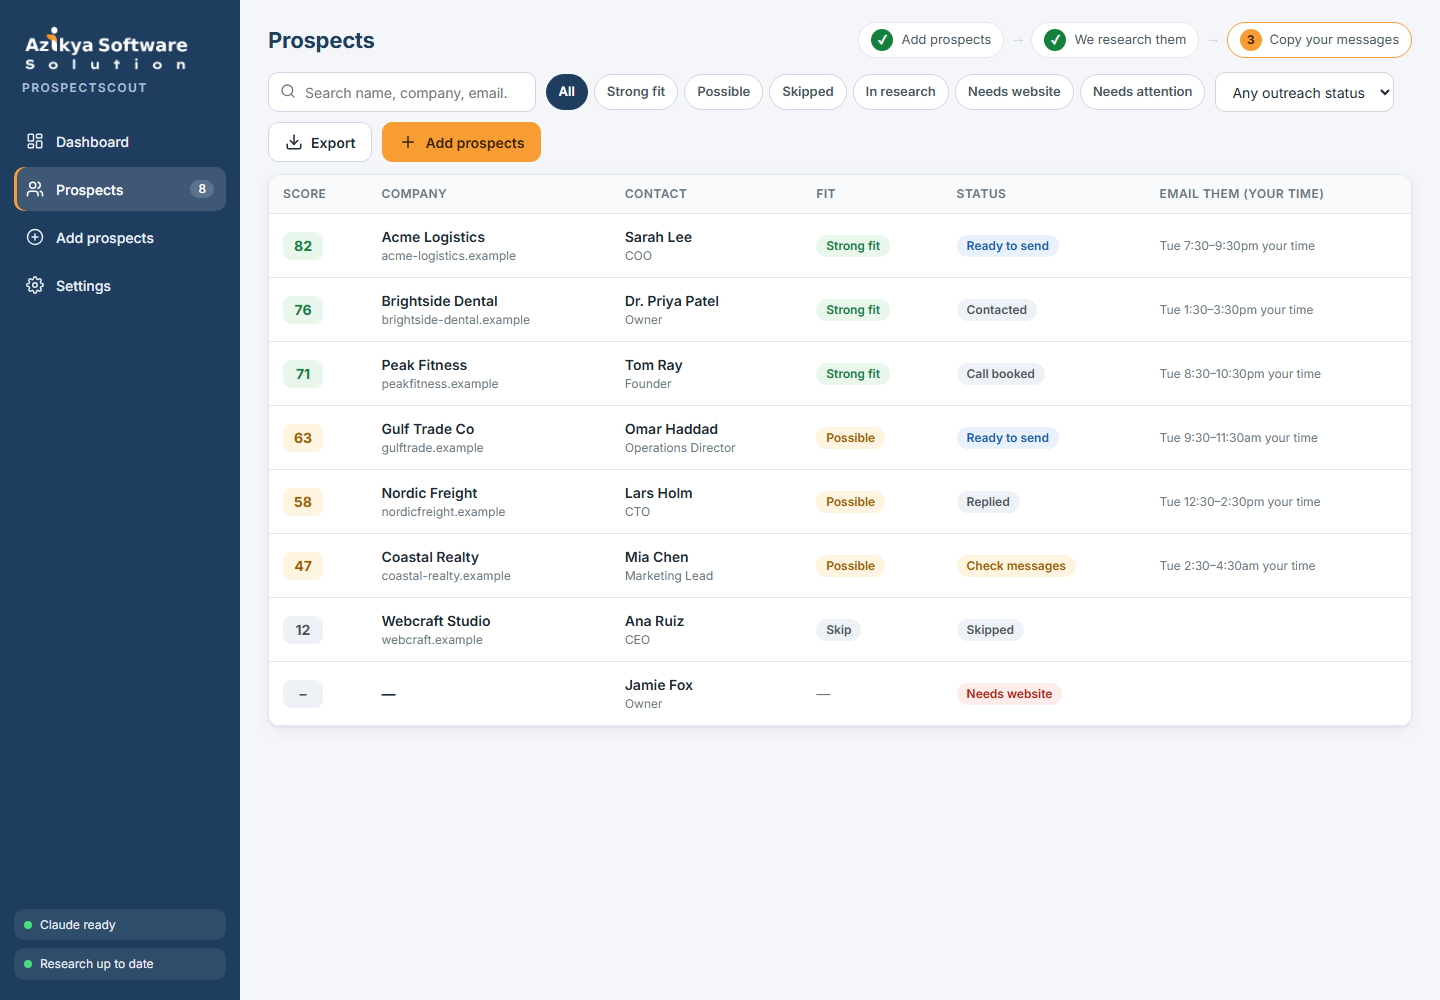 Azikya Software
Solution
PROSPECTSCOUT
Dashboard
Prospects 8
Add prospects
Settings
Claude ready
Research up to date
Prospects
✓ Add prospects → ✓ We research them → 3 Copy your messages
Search name, company, email. All Strong fit Possible Skipped In research Needs website Needs attention Any outreach status
Export + Add prospects
SCORE COMPANY CONTACT FIT STATUS EMAIL THEM (YOUR TIME)
82 Acme Logistics Sarah Lee Strong fit Ready to send Tue 7:30–9:30pm your time
acme-logistics.example COO
76 Brightside Dental Dr. Priya Patel Strong fit Contacted Tue 1:30–3:30pm your time
brightside-dental.example Owner
71 Peak Fitness Tom Ray Strong fit Call booked Tue 8:30–10:30pm your time
peakfitness.example Founder
63 Gulf Trade Co Omar Haddad Possible Ready to send Tue 9:30–11:30am your time
gulftrade.example Operations Director
58 Nordic Freight Lars Holm Possible Replied Tue 12:30–2:30pm your time
nordicfreight.example CTO
47 Coastal Realty Mia Chen Possible Check messages Tue 2:30–4:30am your time
coastal-realty.example Marketing Lead
12 Webcraft Studio Ana Ruiz Skip Skipped
webcraft.example CEO
– — Jamie Fox — Needs website
Owner